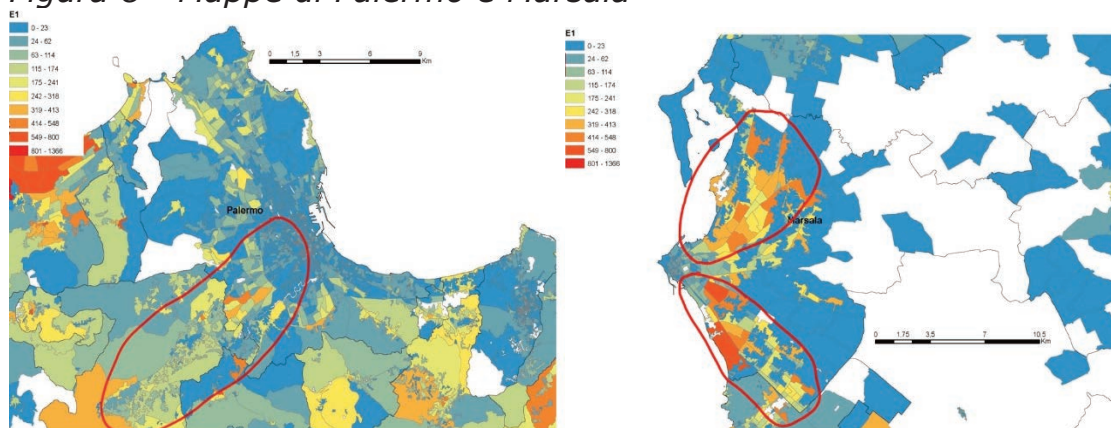 Figura 6 – Mappe di Palermo e Marsala
E1
0 - 23
24 - 62
63 - 114
115 - 174
175 - 241
242 - 318
319 - 413
414 - 548
549 - 800
801 - 1366
0 1.5 3 6 9
Km
Palermo
E1
0 - 23
24 - 62
63 - 114
115 - 174
175 - 241
242 - 318
319 - 413
414 - 548
549 - 800
801 - 1366
Marsala
0 1.75 3.5 7 10.5
Km